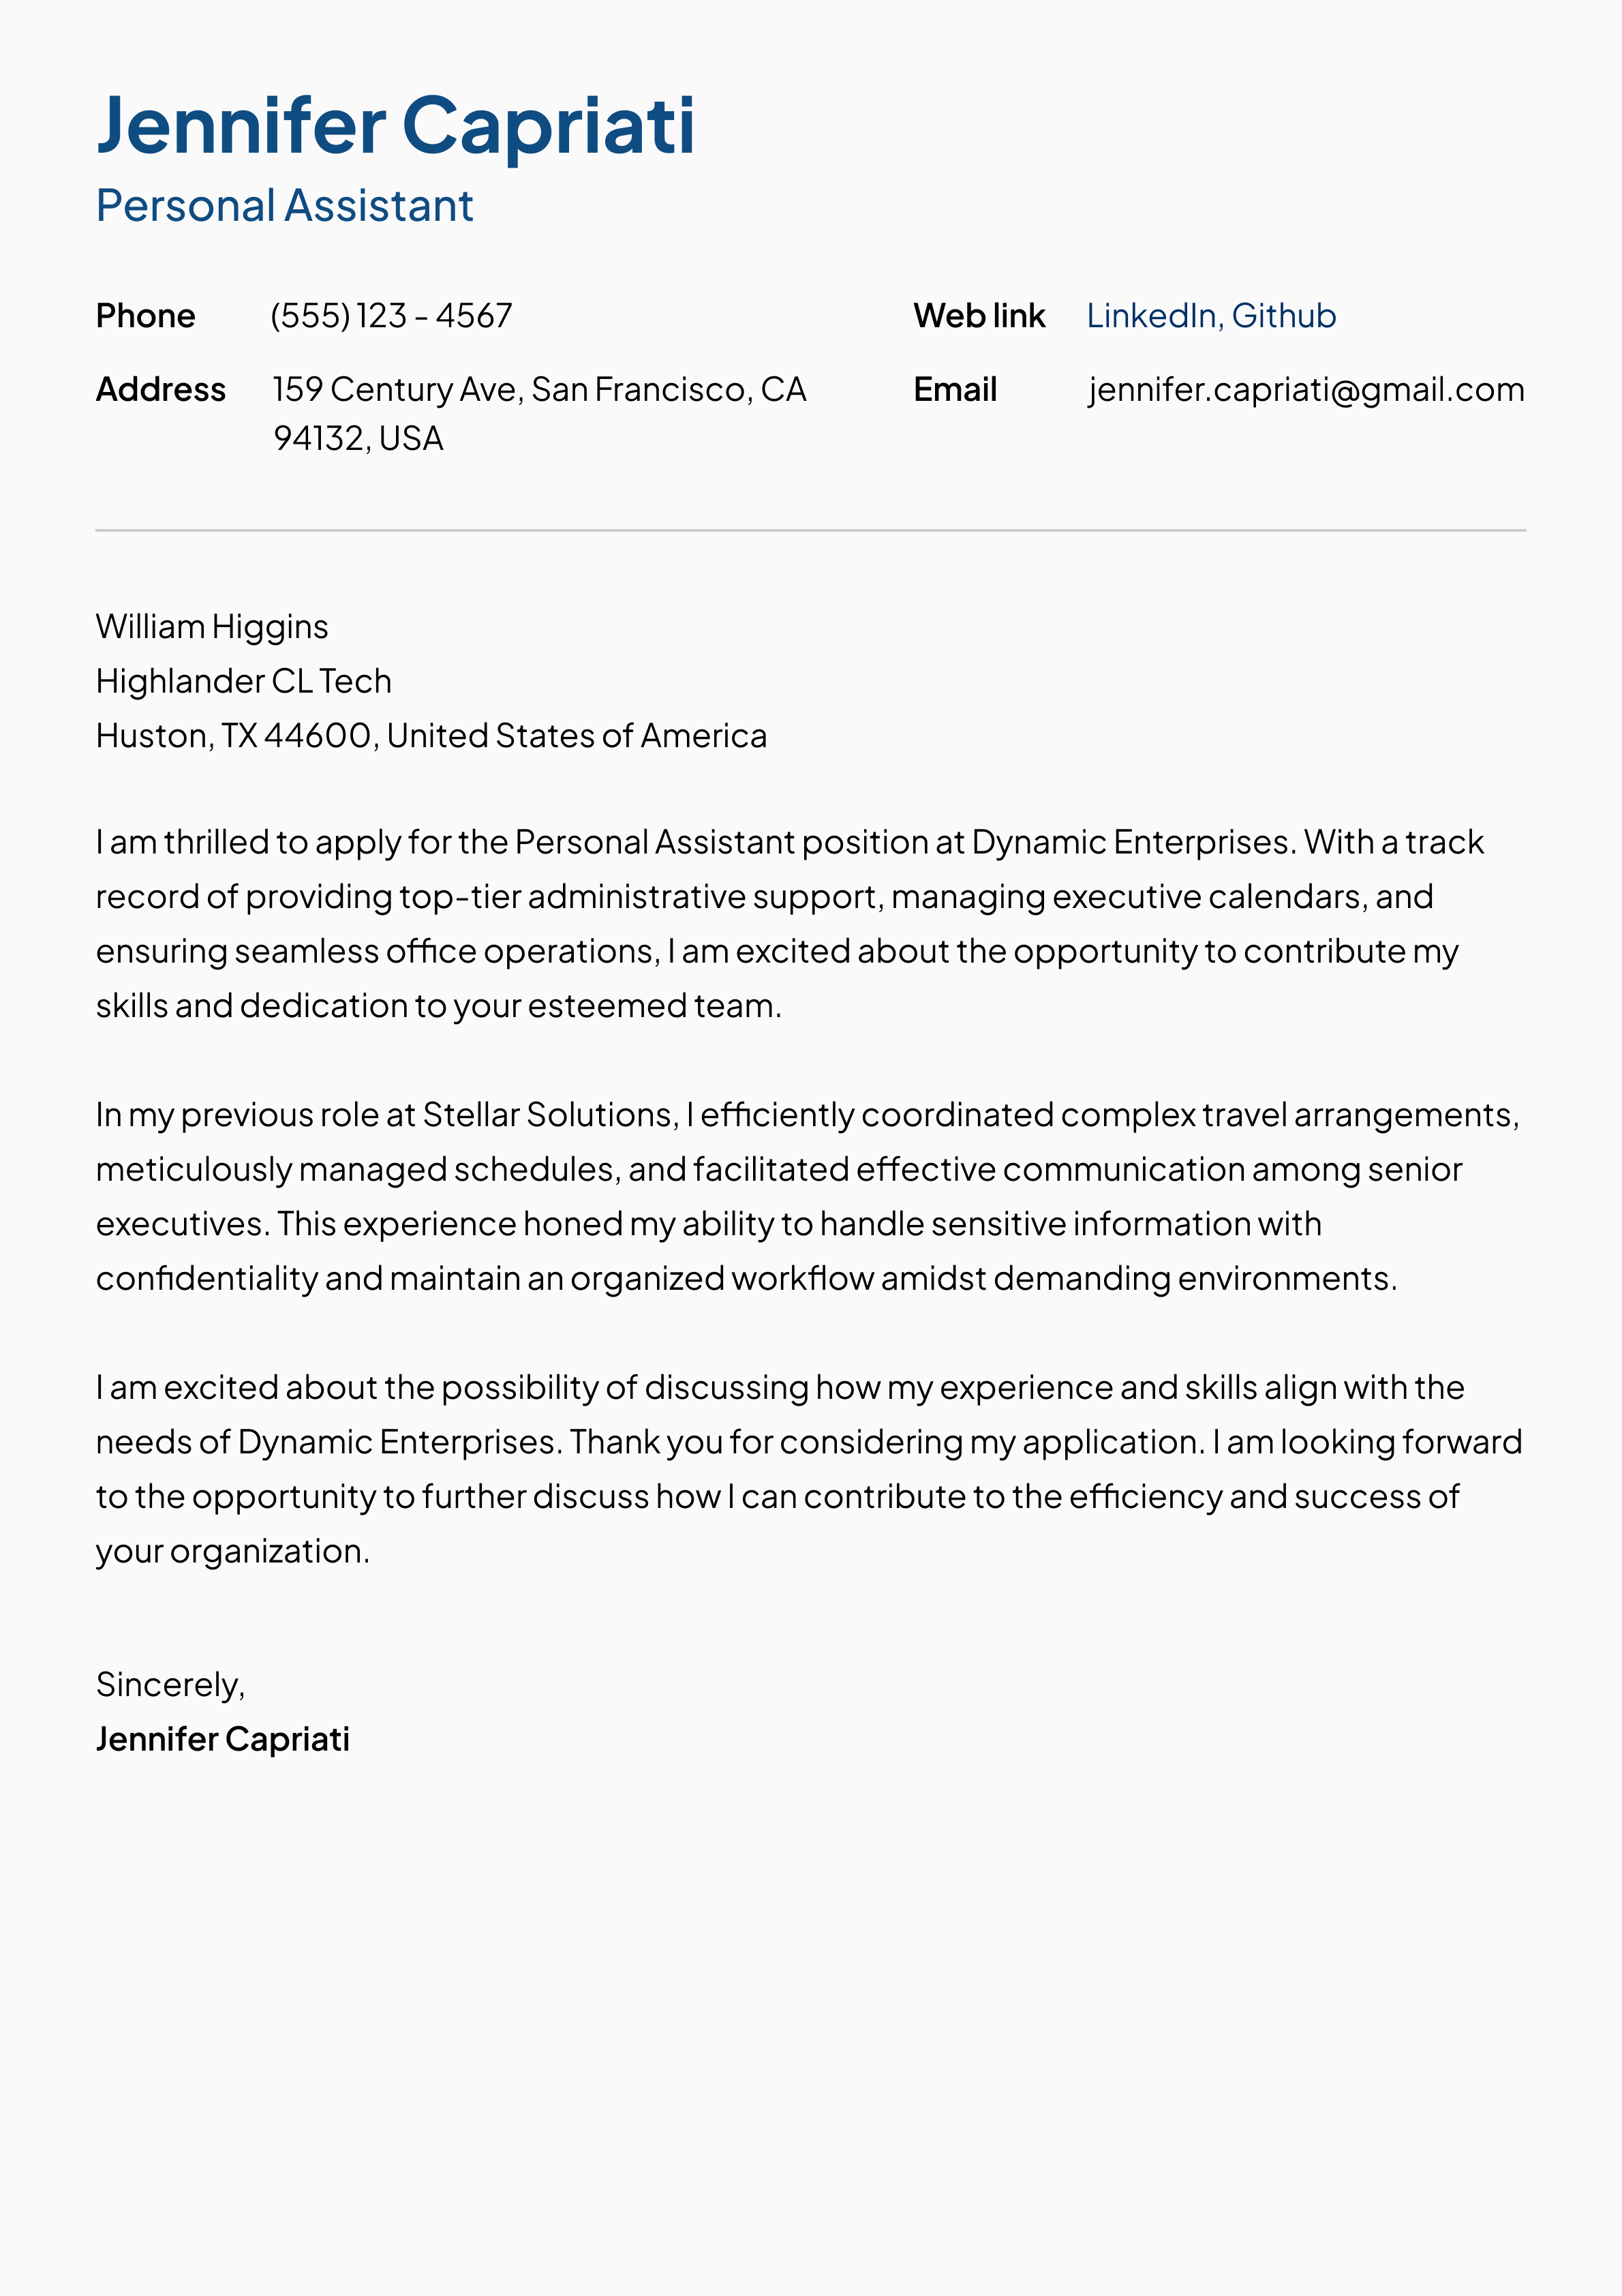 Jennifer Capriati
Personal Assistant
Phone (555) 123 - 4567
Web link LinkedIn, Github
Address 159 Century Ave, San Francisco, CA
94132, USA
Email jennifer.capriati@gmail.com
William Higgins
Highlander CL Tech
Huston, TX 44600, United States of America
I am thrilled to apply for the Personal Assistant position at Dynamic Enterprises. With a track
record of providing top-tier administrative support, managing executive calendars, and
ensuring seamless office operations, I am excited about the opportunity to contribute my
skills and dedication to your esteemed team.
In my previous role at Stellar Solutions, I efficiently coordinated complex travel arrangements,
meticulously managed schedules, and facilitated effective communication among senior
executives. This experience honed my ability to handle sensitive information with
confidentiality and maintain an organized workflow amidst demanding environments.
I am excited about the possibility of discussing how my experience and skills align with the
needs of Dynamic Enterprises. Thank you for considering my application. I am looking forward
to the opportunity to further discuss how I can contribute to the efficiency and success of
your organization.
Sincerely,
Jennifer Capriati